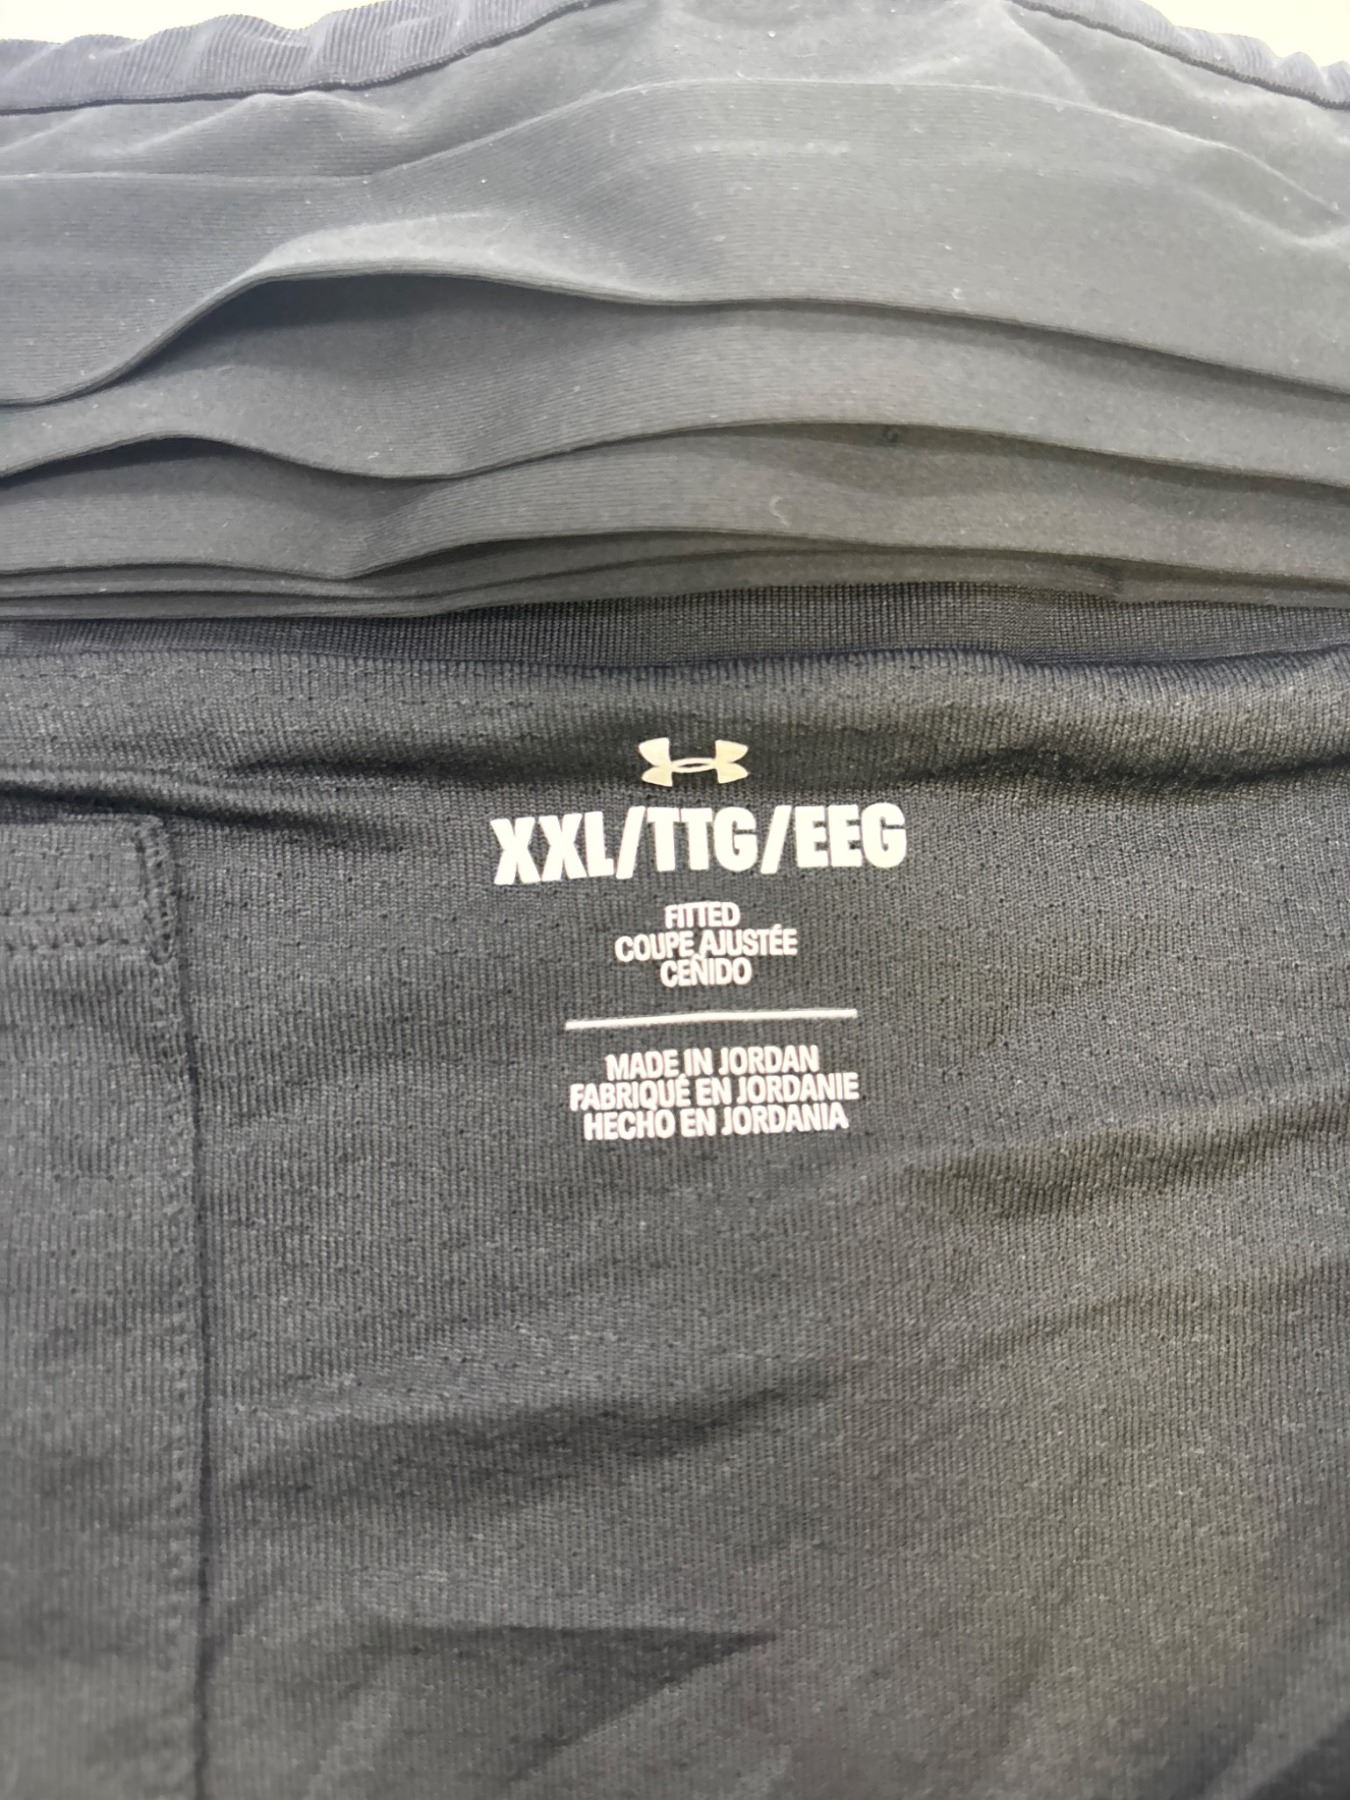 XXL/TTG/EEG
FITTED
COUPE AJUSTÉE
CEÑIDO
MADE IN JORDAN
FABRIQUÉ EN JORDANIE
HECHO EN JORDANIA